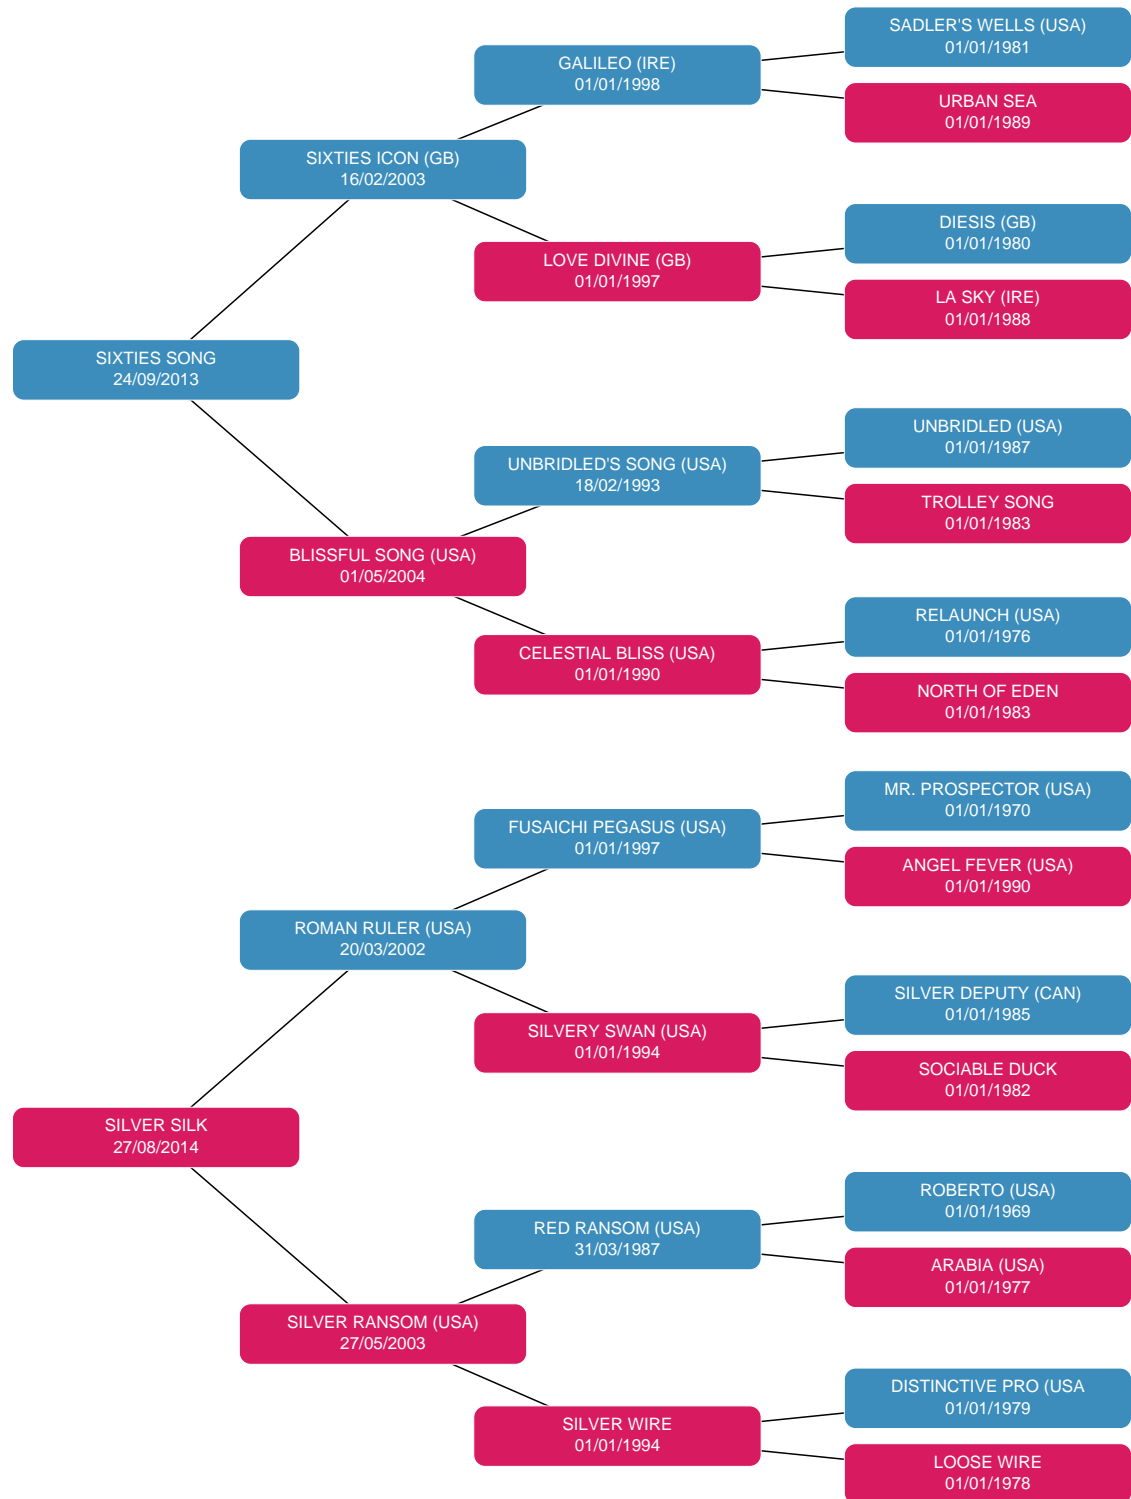 SADLER'S WELLS (USA)
01/01/1981
GALILEO (IRE)
01/01/1998
URBAN SEA
01/01/1989
SIXTIES ICON (GB)
16/02/2003
DIESIS (GB)
01/01/1980
LOVE DIVINE (GB)
01/01/1997
LA SKY (IRE)
01/01/1988
SIXTIES SONG
24/09/2013
UNBRIDLED (USA)
01/01/1987
UNBRIDLED'S SONG (USA)
18/02/1993
TROLLEY SONG
01/01/1983
BLISSFUL SONG (USA)
01/05/2004
RELAUNCH (USA)
01/01/1976
CELESTIAL BLISS (USA)
01/01/1990
NORTH OF EDEN
01/01/1983
MR. PROSPECTOR (USA)
01/01/1970
FUSAICHI PEGASUS (USA)
01/01/1997
ANGEL FEVER (USA)
01/01/1990
ROMAN RULER (USA)
20/03/2002
SILVER DEPUTY (CAN)
01/01/1985
SILVERY SWAN (USA)
01/01/1994
SOCIABLE DUCK
01/01/1982
SILVER SILK
27/08/2014
ROBERTO (USA)
01/01/1969
RED RANSOM (USA)
31/03/1987
ARABIA (USA)
01/01/1977
SILVER RANSOM (USA)
27/05/2003
DISTINCTIVE PRO (USA
01/01/1979
SILVER WIRE
01/01/1994
LOOSE WIRE
01/01/1978